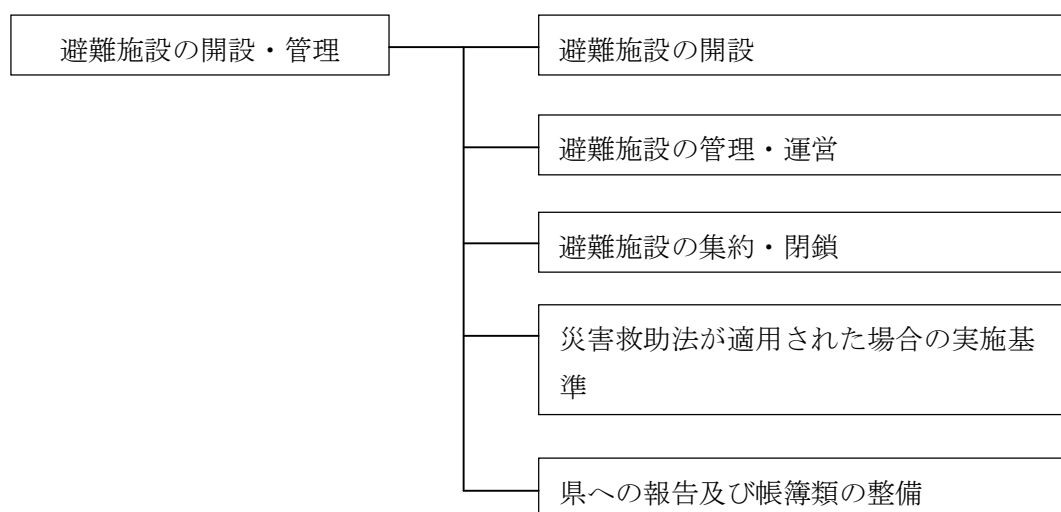 避難施設の開設・管理
避難施設の開設
避難施設の管理・運営
避難施設の集約・閉鎖
災害救助法が適用された場合の実施基
準
県への報告及び帳簿類の整備